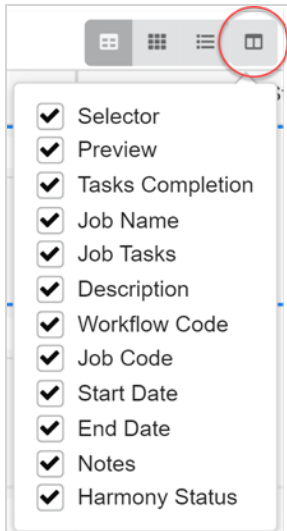 Selector
Preview
Tasks Completion
Job Name
Job Tasks
Description
Workflow Code
Job Code
Start Date
End Date
Notes
Harmony Status